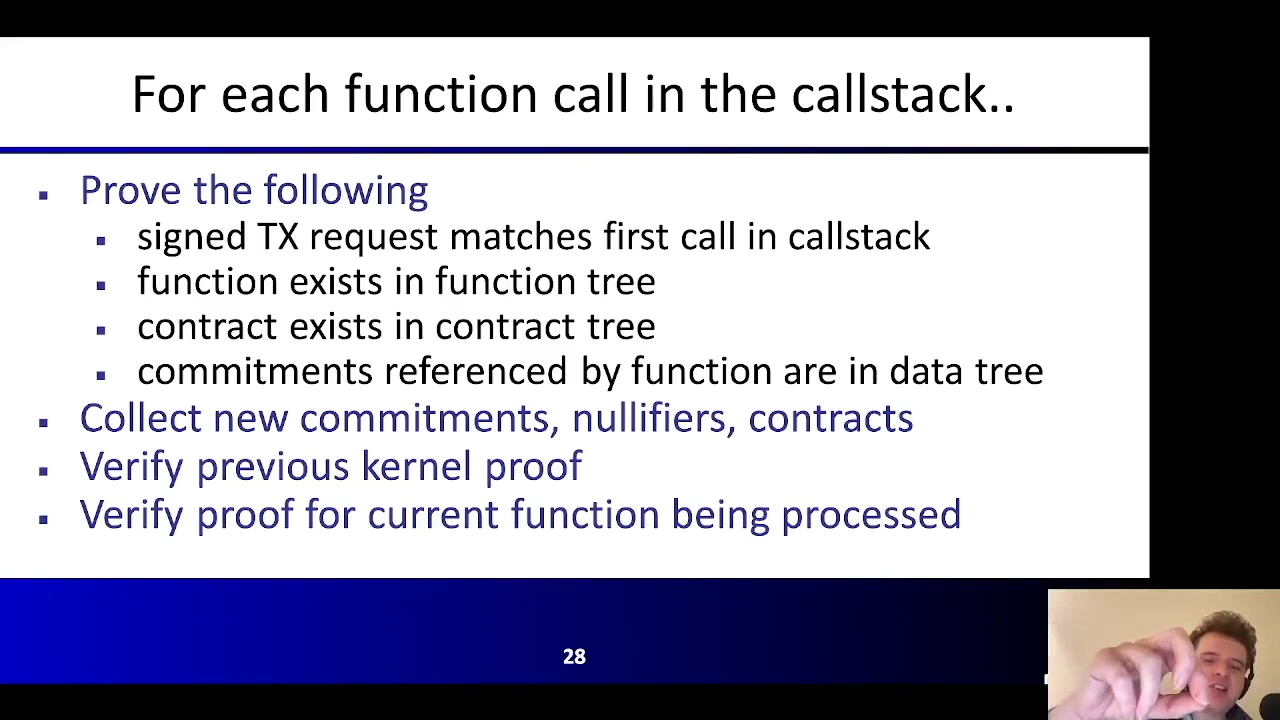 For each function call in the callstack..
Prove the following
signed TX request matches first call in callstack
function exists in function tree
contract exists in contract tree
commitments referenced by function are in data tree
Collect new commitments, nullifiers, contracts
Verify previous kernel proof
Verify proof for current function being processed
28